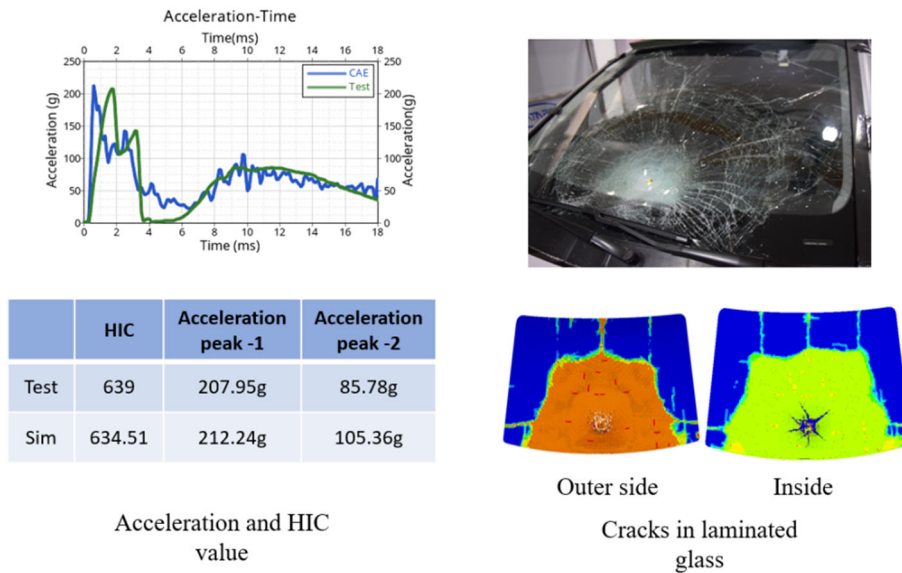 Acceleration-Time
Time(ms)
0 2 4 6 8 10 12 14 16 18
250 250
200 200
150 150
100 100
50 50
0 0
Acceleration (g)
Acceleration(g)
CAE
Test
0 2 4 6 8 10 12 14 16 18
Time (ms)
HIC Acceleration peak -1 Acceleration peak -2
Test 639 207.95g 85.78g
Sim 634.51 212.24g 105.36g
Acceleration and HIC
value
Outer side Inside
Cracks in laminated
glass